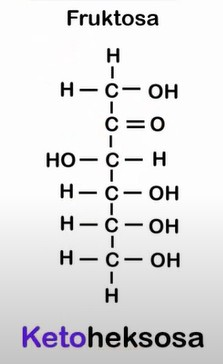 Fruktosa
H
H – C – OH
C = O
HO – C – H
H – C – OH
H – C – OH
H – C – OH
H
Ketoheksosa